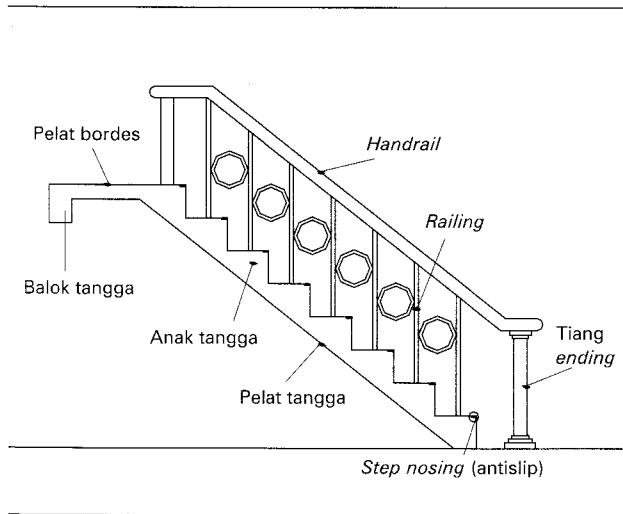 Pelat bordes
Handrail
Railing
Balok tangga
Anak tangga
Tiang
ending
Pelat tangga
Step nosing (antislip)